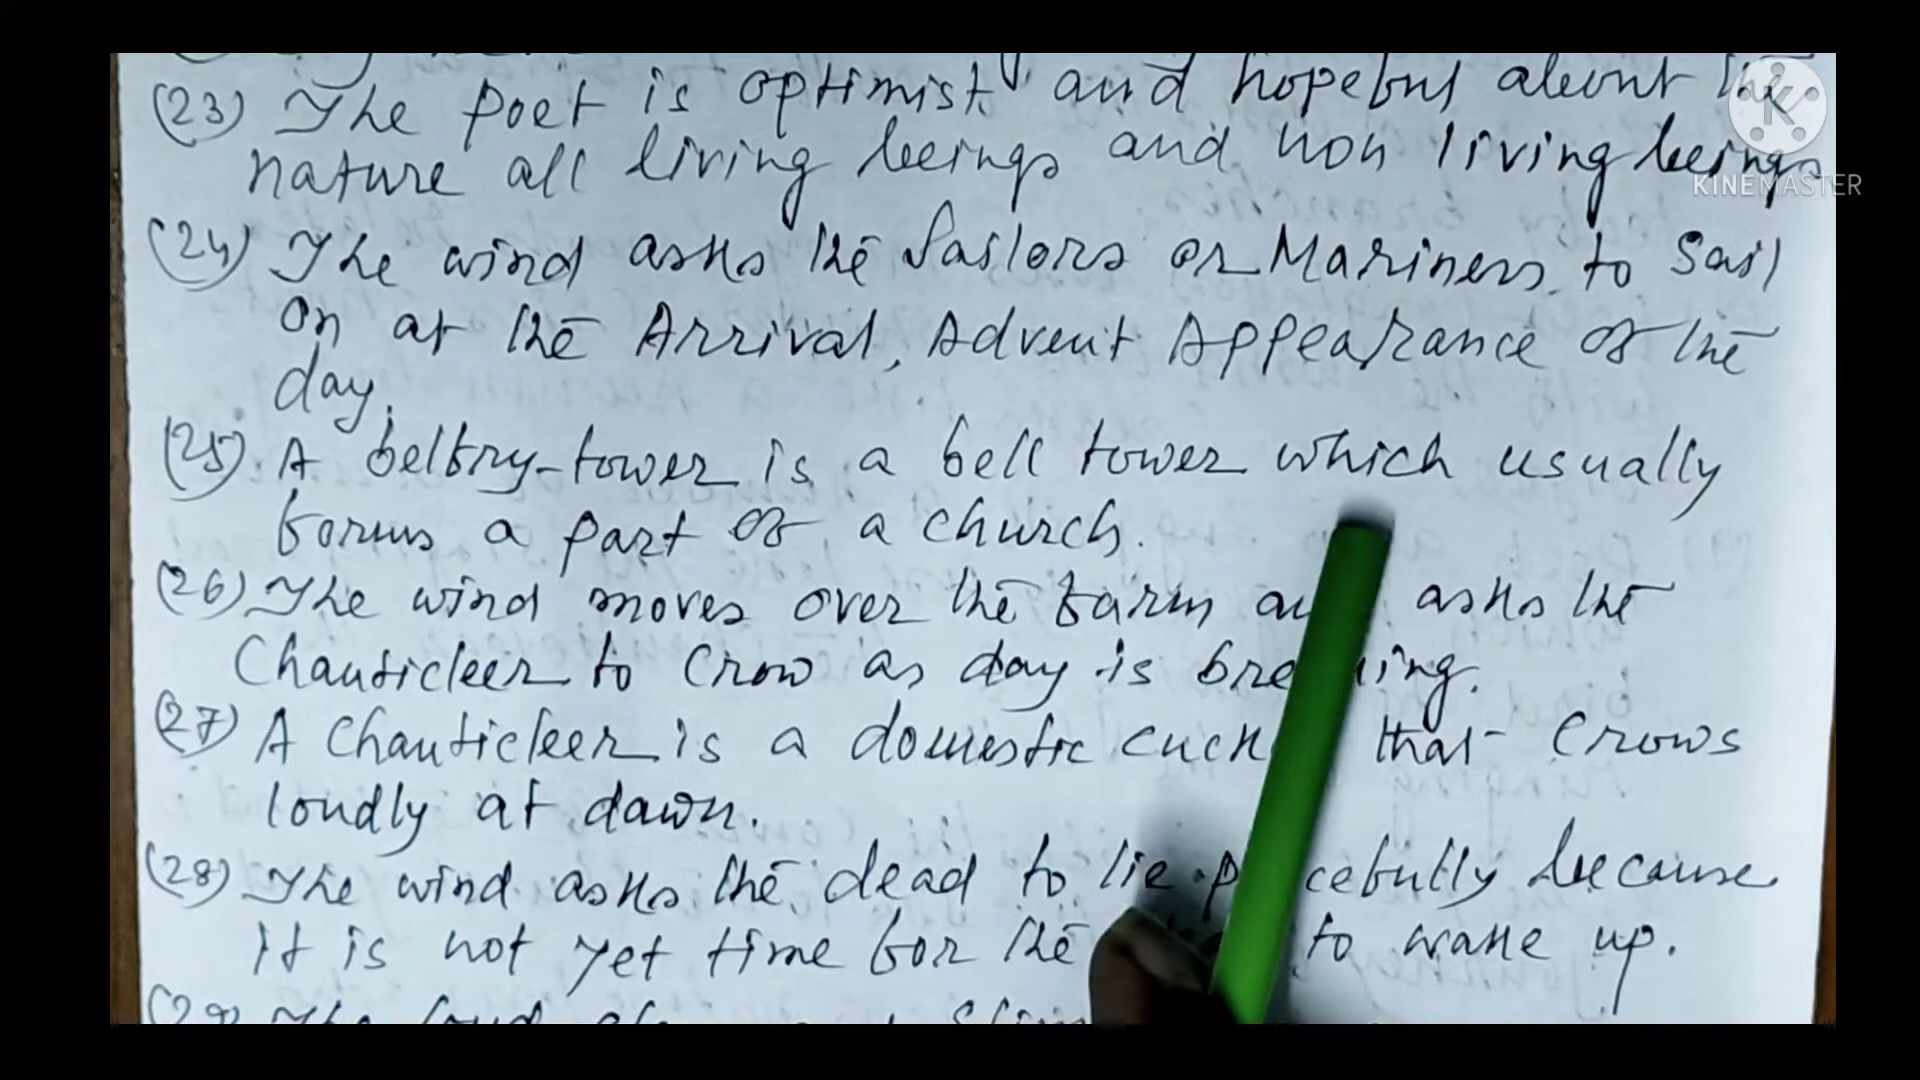 (23) The poet is optimist and hopeful about the
nature all living beings and non living beings
(24) The wind asks the Sailors or Mariners to Sail
on at the Arrival, Advent Appearance of the
day.
(25). A belfry-tower is a bell tower which usually
forms a part of a church.
(26) The wind moves over the farm asks the
Chanticleer to Crow as day is
(27) A Chanticleer is a domestic that Crows
loudly at dawn.
(28) The wind asks the dead to lie because
it is not yet time for the to wake up.
(29) The
KINEMASTER